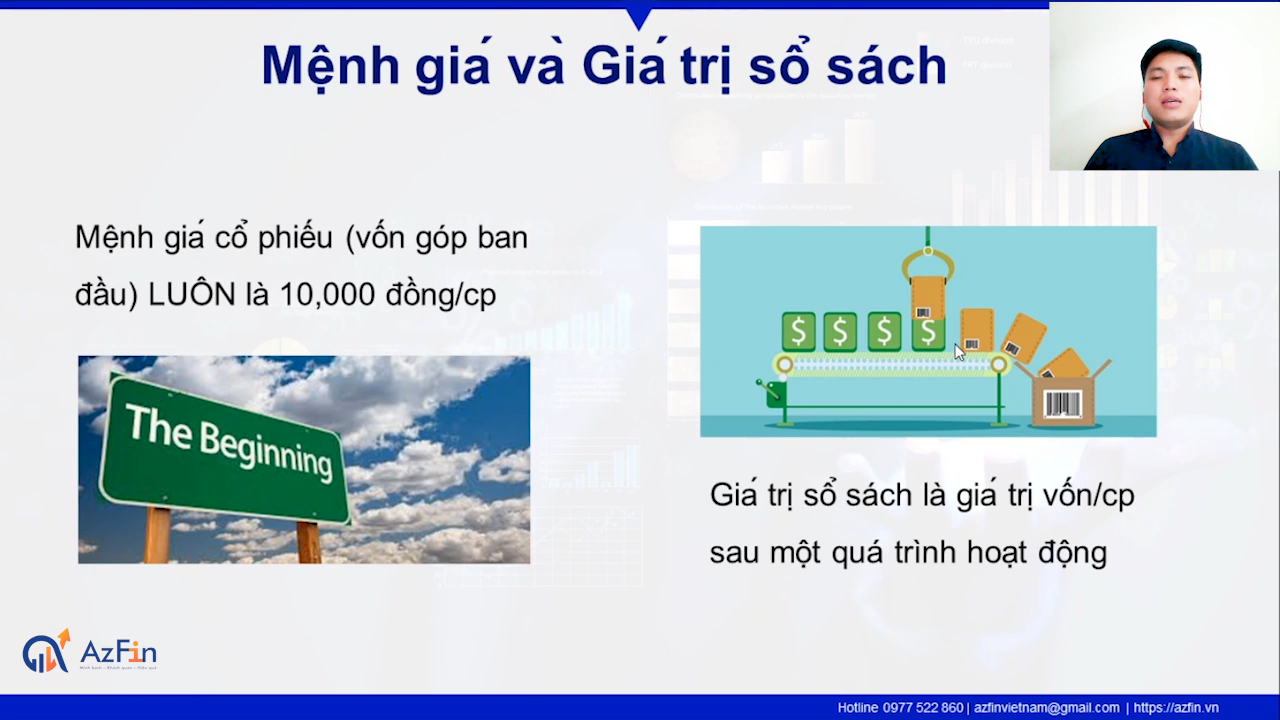 Mệnh giá và Giá trị sổ sách
Mệnh giá cổ phiếu (vốn góp ban
đầu) LUÔN là 10,000 đồng/cp
The Beginning
$ $ $ $
Giá trị sổ sách là giá trị vốn/cp
sau một quá trình hoạt động
AzFin
Hotline 0977 522 860 | azfinvietnam@gmail.com | https://azfin.vn